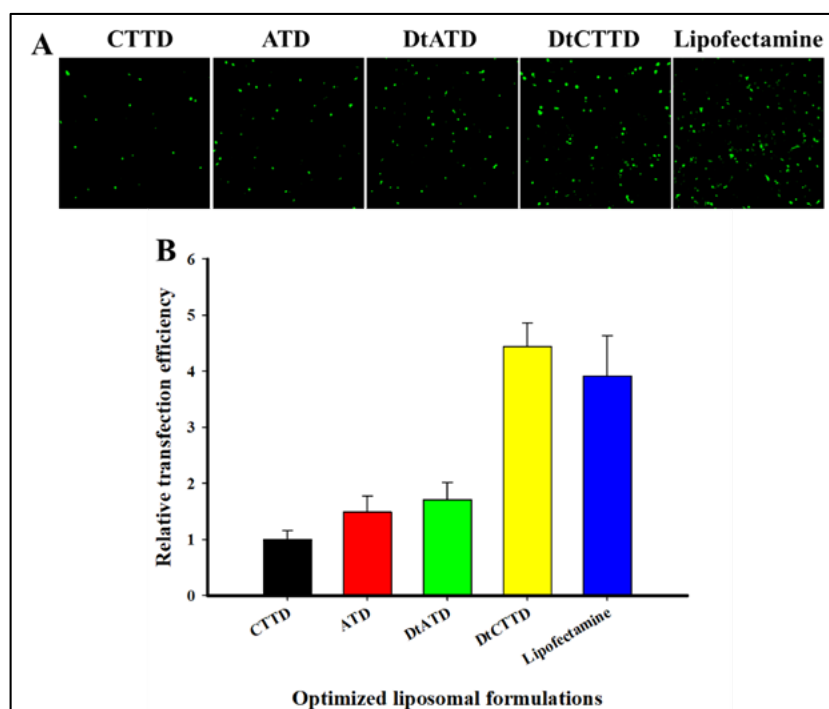 A
CTTD ATD DtATD DtCTTD Lipofectamine
B
Relative transfection efficiency
6
5
4
3
2
1
0
CTTD
ATD
DtATD
DtCTTD
Lipofectamine
Optimized liposomal formulations